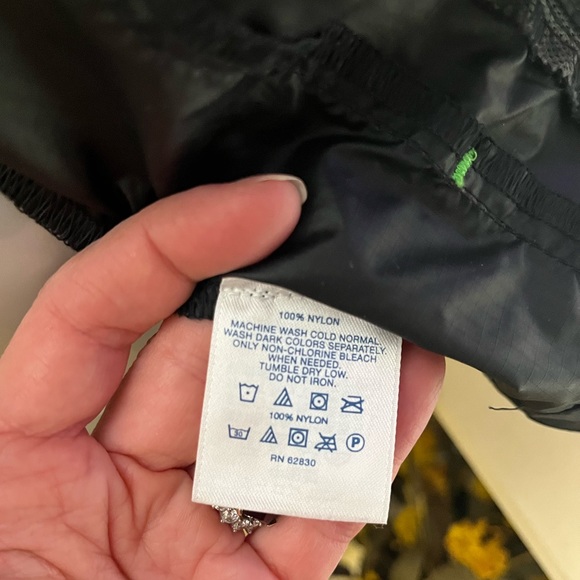 100% NYLON
MACHINE WASH COLD NORMAL.
WASH DARK COLORS SEPARATELY.
ONLY NON-CHLORINE BLEACH
WHEN NEEDED.
TUMBLE DRY LOW.
DO NOT IRON.
100% NYLON
30
P
RN 62830